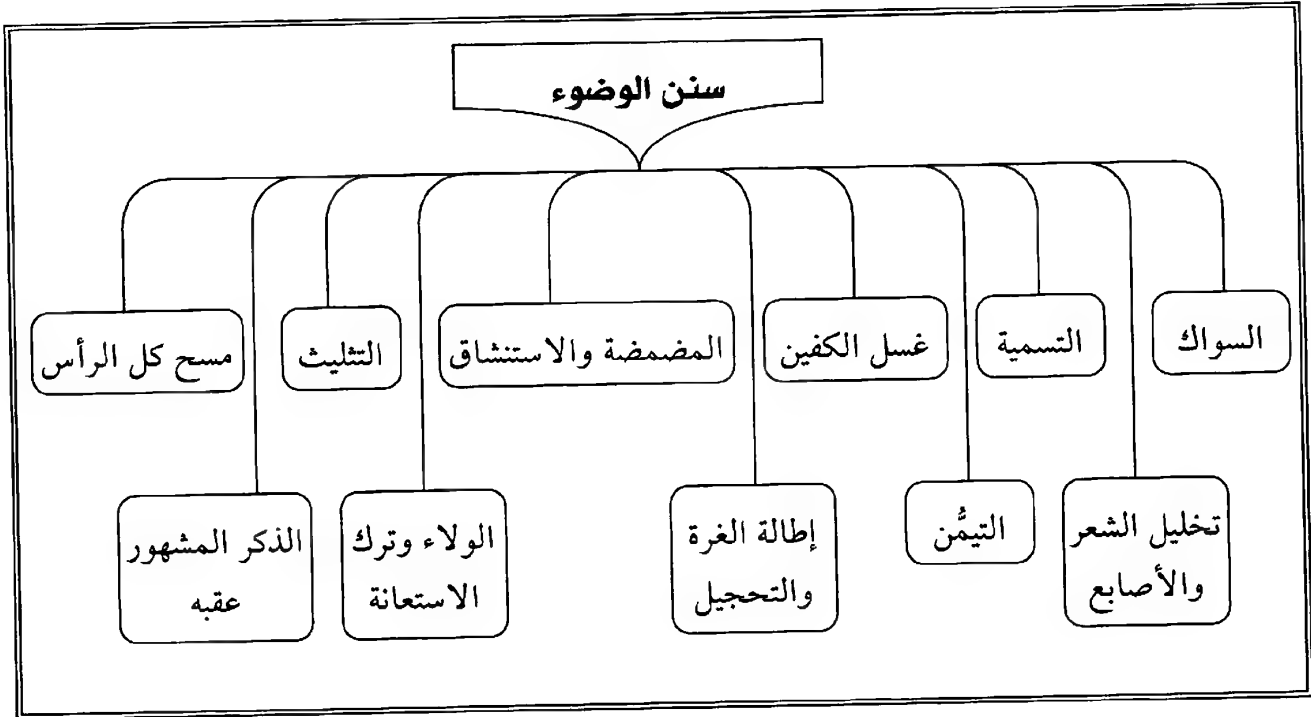 سنن الوضوء
السواك
التسمية
غسل الكفين
المضمضة والاستنشاق
التثليث
مسح كل الرأس
تخليل الشعر
والأصابع
التيمُّن
إطالة الغرة
والتحجيل
الولاء وترك
الاستعانة
الذكر المشهور
عقبه